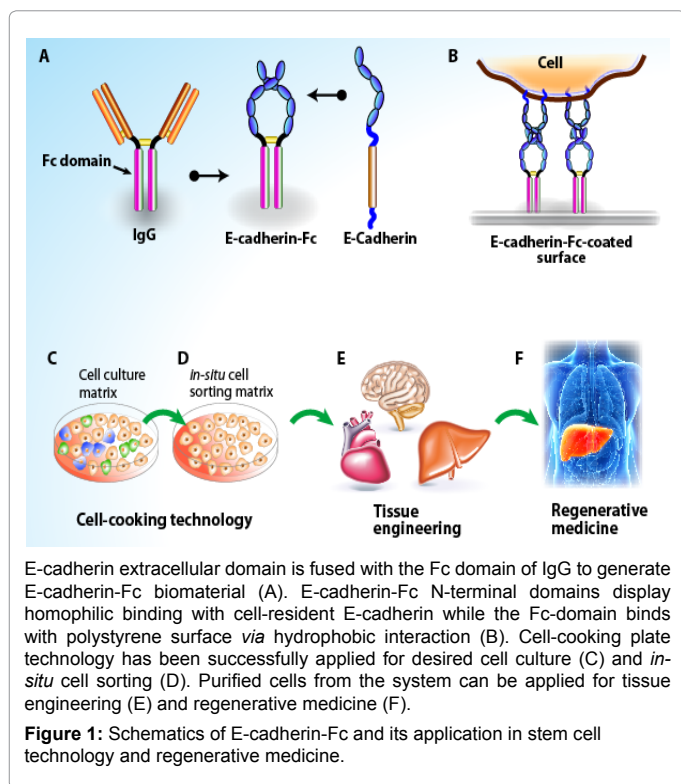 A
B
Cell
Fc domain
IgG
E-cadherin-Fc
E-Cadherin
E-cadherin-Fc-coated
surface
C
D
E
F
Cell culture
matrix
in-situ cell
sorting matrix
Cell-cooking technology
Tissue
engineering
Regenerative
medicine
E-cadherin extracellular domain is fused with the Fc domain of IgG to generate
E-cadherin-Fc biomaterial (A). E-cadherin-Fc N-terminal domains display
homophilic binding with cell-resident E-cadherin while the Fc-domain binds
with polystyrene surface via hydrophobic interaction (B). Cell-cooking plate
technology has been successfully applied for desired cell culture (C) and in-
situ cell sorting (D). Purified cells from the system can be applied for tissue
engineering (E) and regenerative medicine (F).
Figure 1: Schematics of E-cadherin-Fc and its application in stem cell
technology and regenerative medicine.